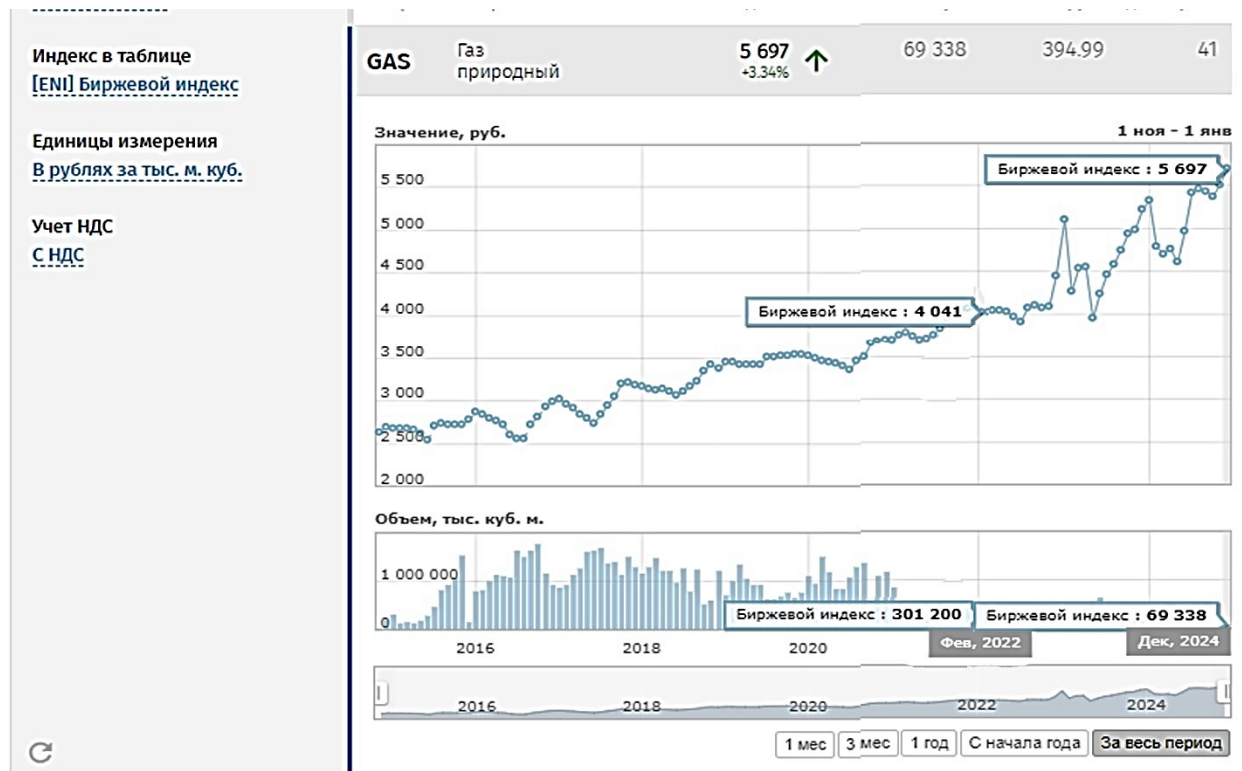 Индекс в таблице
[ENI] Биржевой индекс
Единицы измерения
В рублях за тыс. м. куб.
Учет НДС
С НДС
GAS Газ природный 5 697 +3.34% 69 338 394.99 41
Значение, руб. 1 ноя - 1 янв
5 500
5 000
4 500
4 000
3 500
3 000
2 500
2 000
Биржевой индекс : 5 697
Биржевой индекс : 4 041
Объем, тыс. куб. м.
1 000 000
0
Биржевой индекс : 301 200 Биржевой индекс : 69 338
2016 2018 2020 Фев, 2022 Дек, 2024
2016 2018 2020 2022 2024
1 мес 3 мес 1 год С начала года За весь период